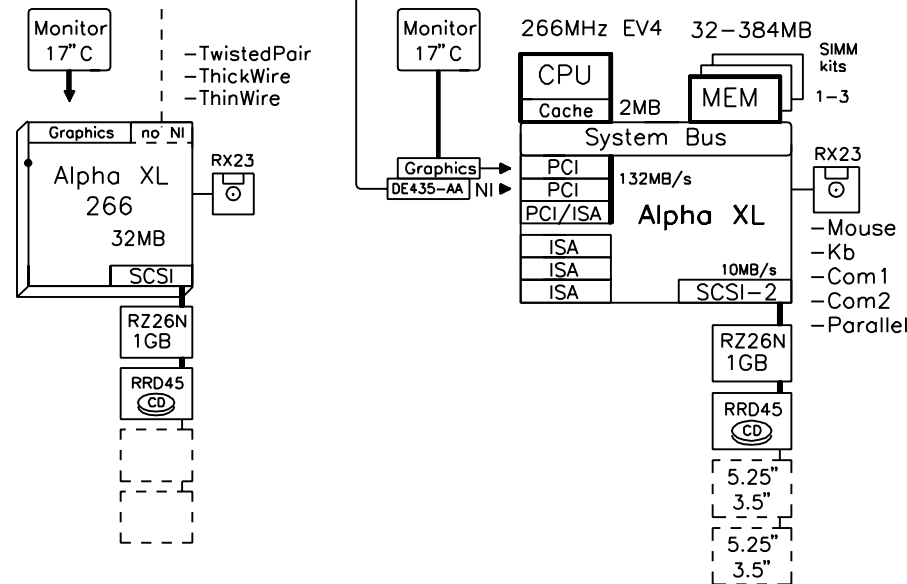 Monitor
17"C
-TwistedPair
-ThickWire
-ThinWire
Graphics
no NI
Alpha XL
266
32MB
SCSI
RX23
RZ26N
1GB
RRD45
CD
Monitor
17"C
266MHz EV4
32-384MB
SIMM
kits
1-3
CPU
Cache
2MB
MEM
System Bus
Graphics
DE435-AA
NI
PCI
PCI
PCI/ISA
132MB/s
Alpha XL
ISA
ISA
ISA
10MB/s
SCSI-2
RX23
-Mouse
-Kb
-Com1
-Com2
-Parallel
RZ26N
1GB
RRD45
CD
5.25"
3.5"
5.25"
3.5"